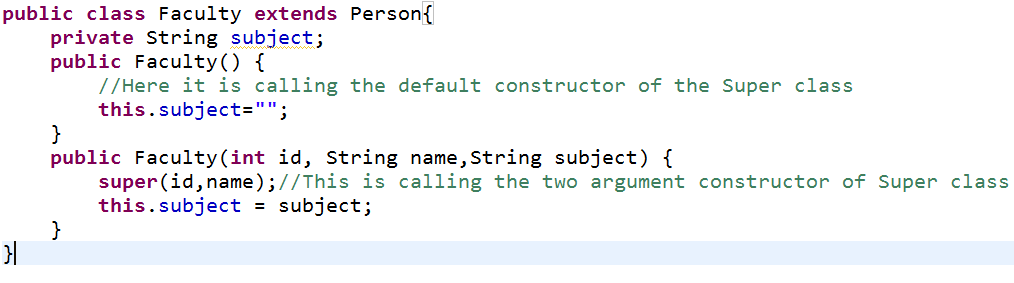 public class Faculty extends Person{
private String subject;
public Faculty() {
//Here it is calling the default constructor of the Super class
this.subject="";
}
public Faculty(int id, String name,String subject) {
super(id,name);//This is calling the two argument constructor of Super class
this.subject = subject;
}
}